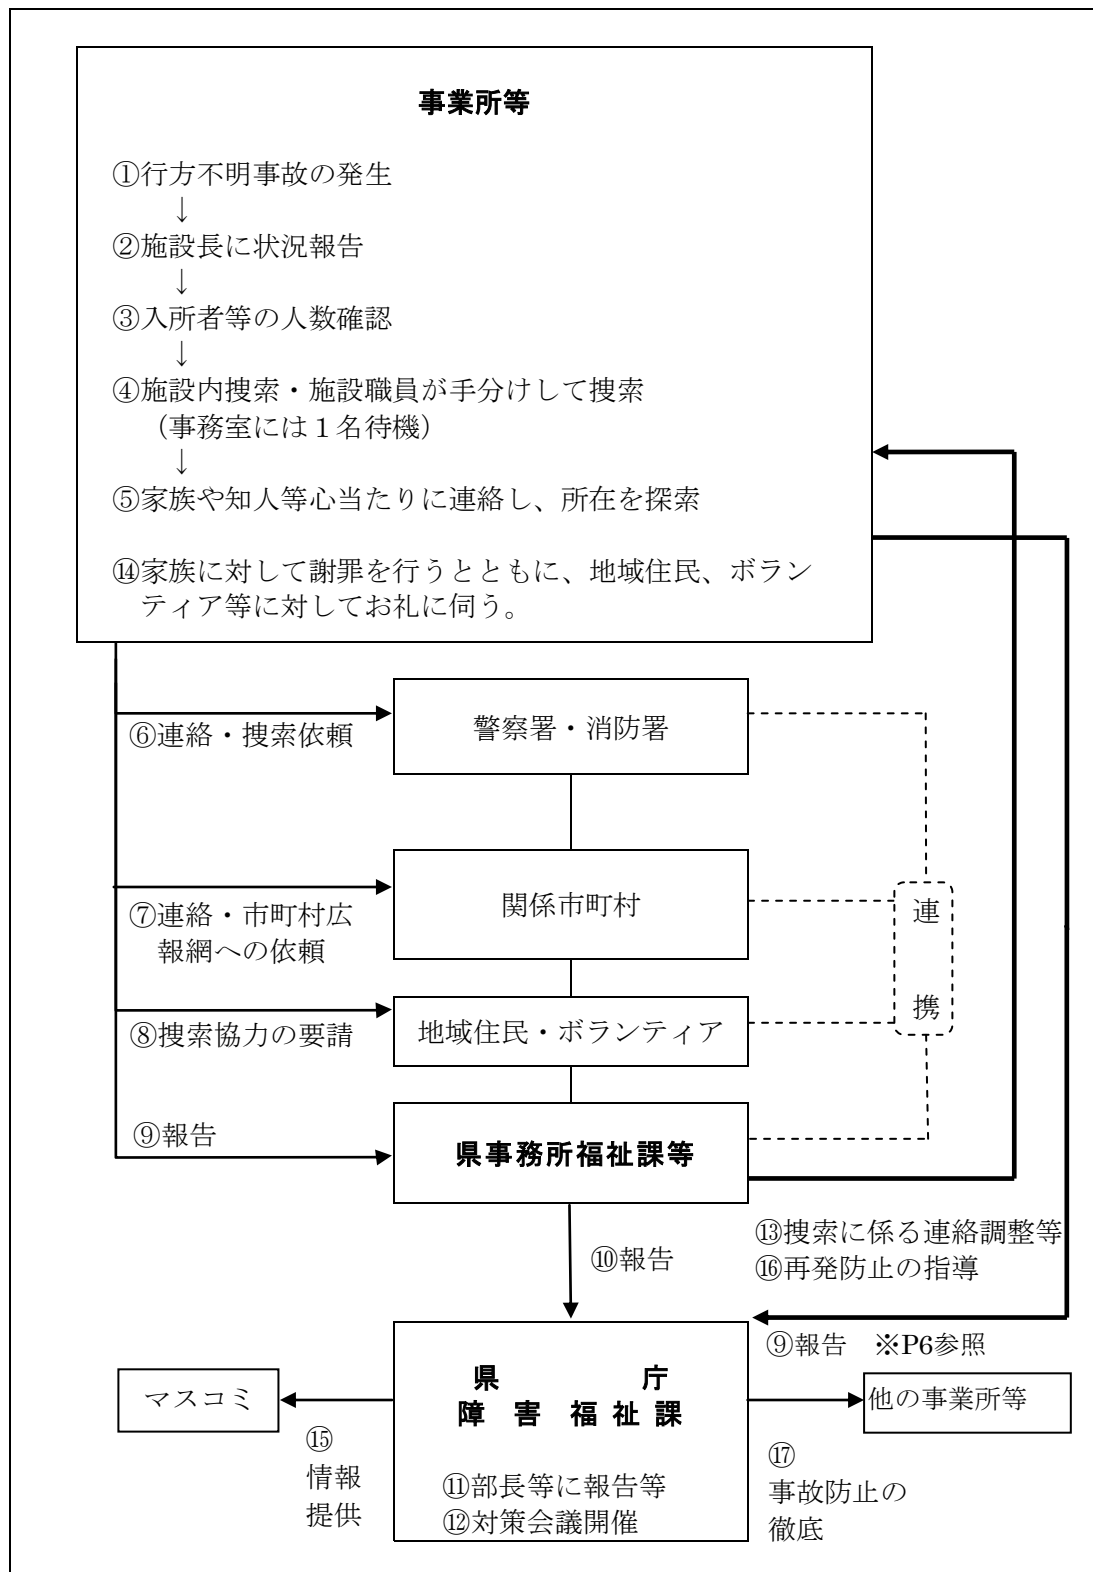 事業所等
①行方不明事故の発生
↓
②施設長に状況報告
↓
③入所者等の人数確認
↓
④施設内捜索・施設職員が手分けして捜索
（事務室には１名待機）
↓
⑤家族や知人等心当たりに連絡し、所在を探索
⑭家族に対して謝罪を行うとともに、地域住民、ボラン
ティア等に対してお礼に伺う。
⑥連絡・捜索依頼
警察署・消防署
⑦連絡・市町村広
報網への依頼
関係市町村
連
携
⑧捜索協力の要請
地域住民・ボランティア
⑨報告
県事務所福祉課等
⑩報告
⑬捜索に係る連絡調整等
⑯再発防止の指導
⑨報告　※P6参照
県　　　　庁
障　害　福　祉　課
⑪部長等に報告等
⑫対策会議開催
マスコミ
⑮
情報
提供
他の事業所等
⑰
事故防止の
徹底